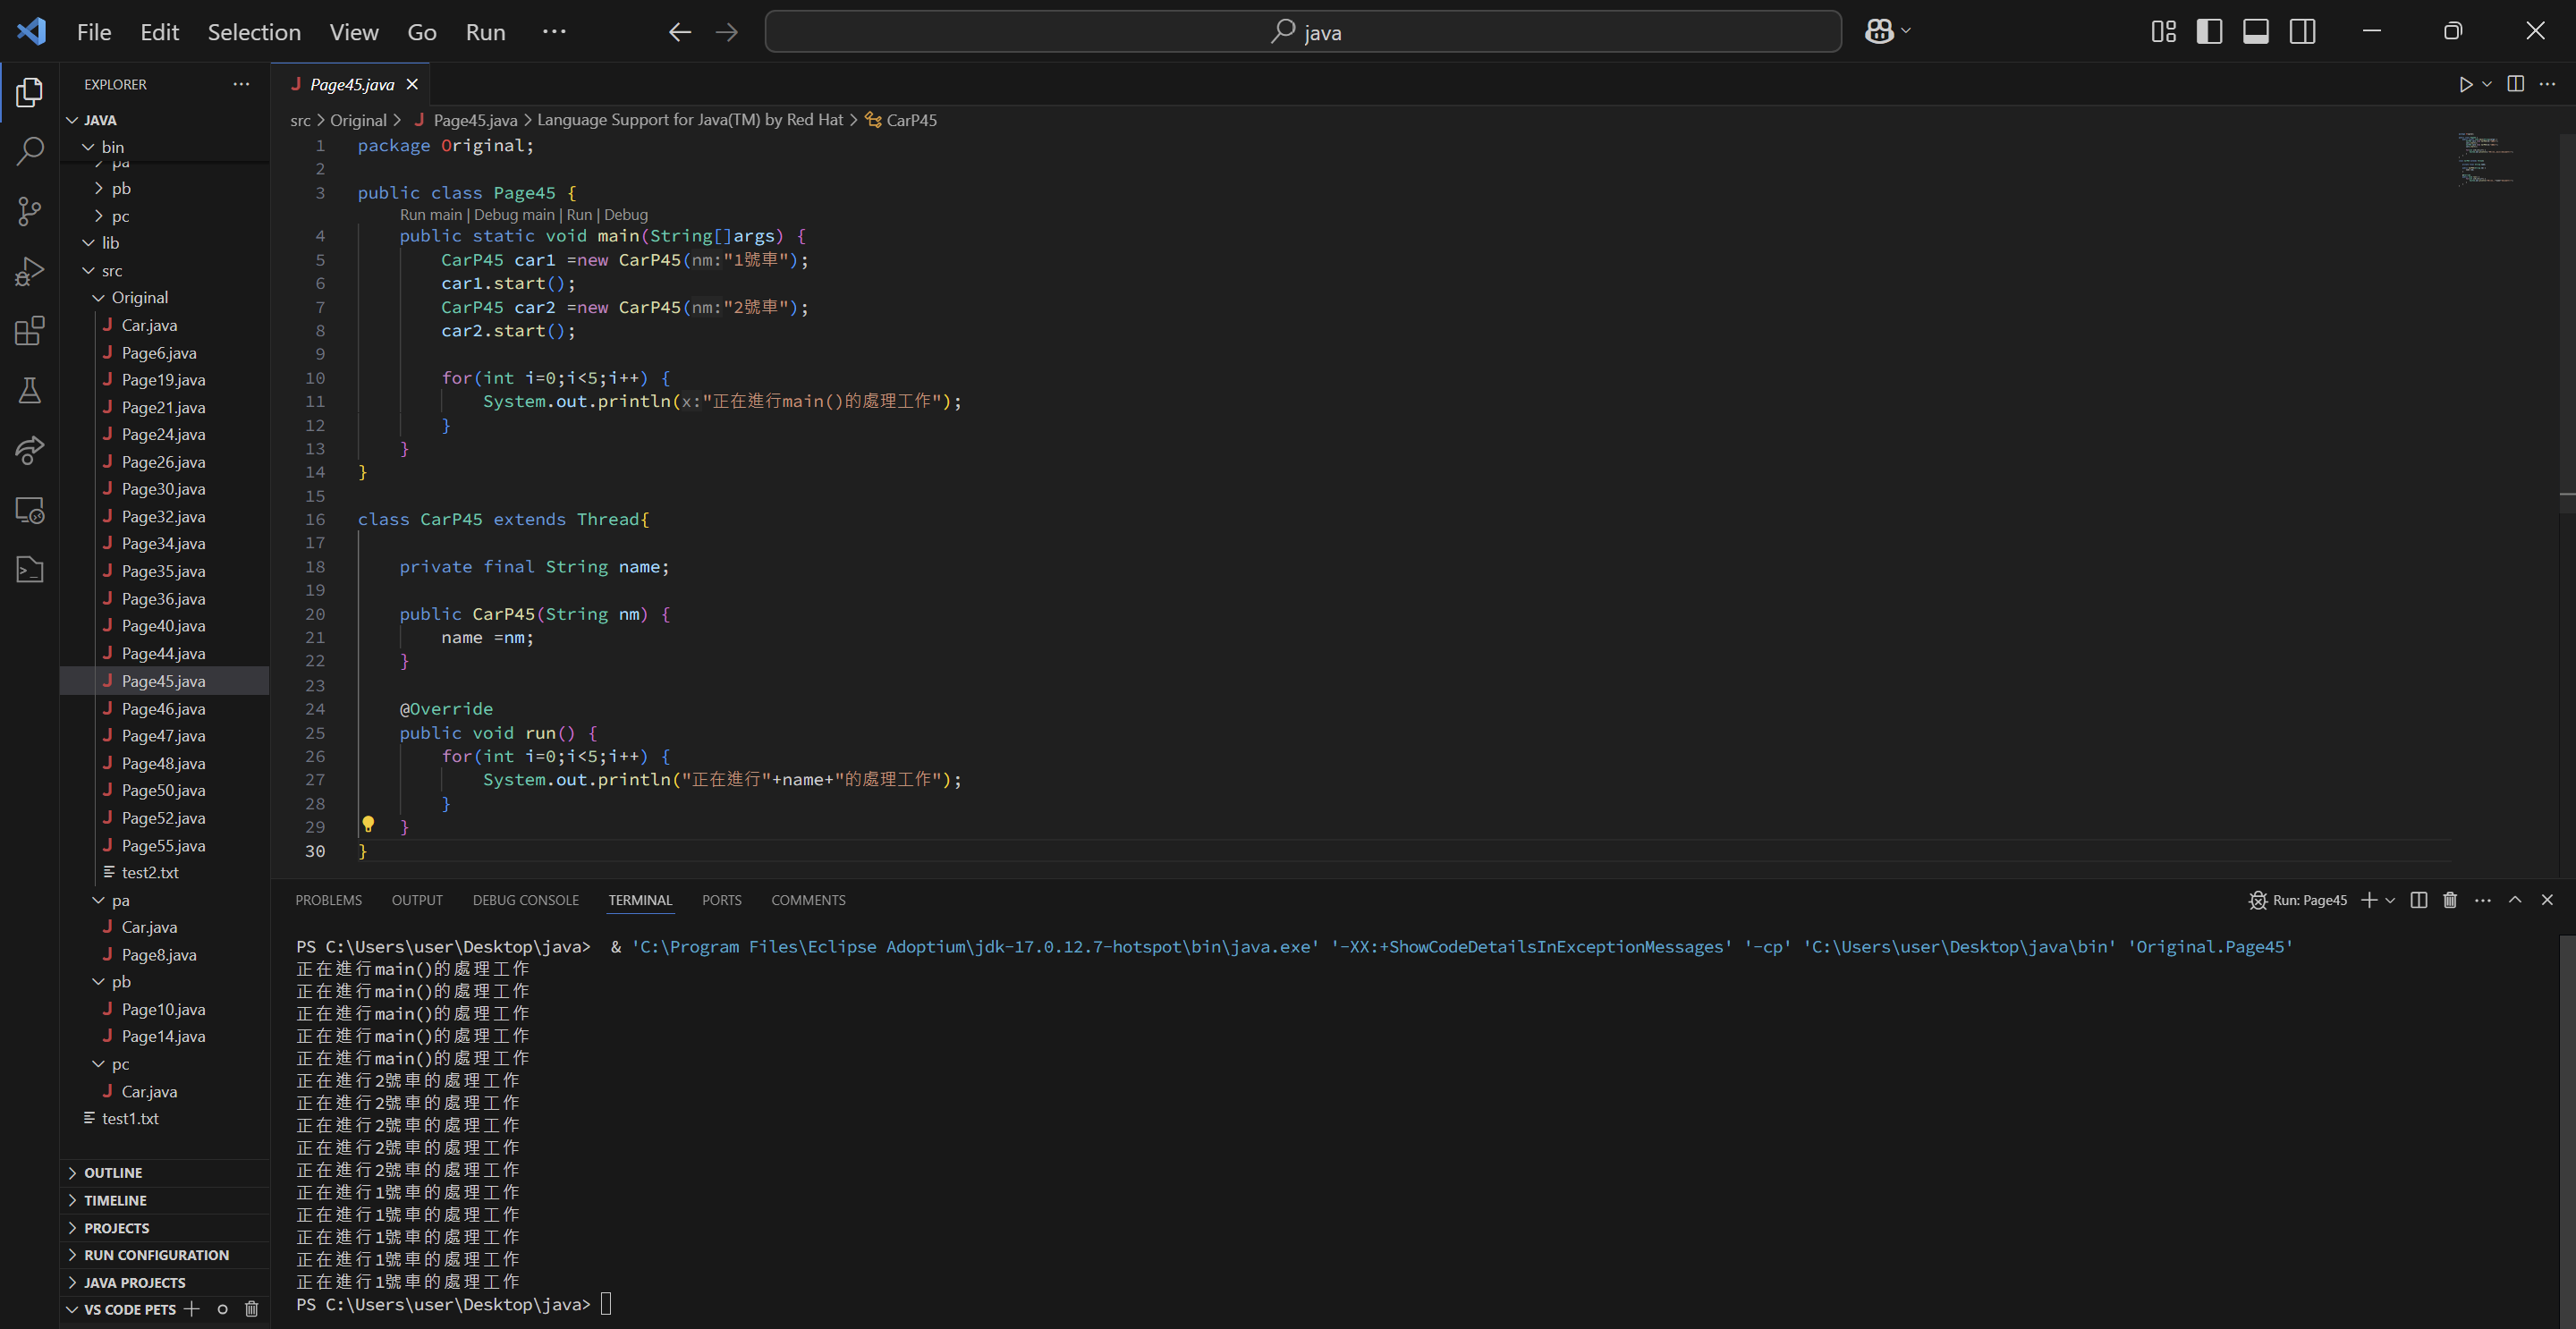 File Edit Selection View Go Run ···
java
EXPLORER ···
JAVA
bin
pa
pb
pc
lib
src
Original
J Car.java
J Page6.java
J Page19.java
J Page21.java
J Page24.java
J Page26.java
J Page30.java
J Page32.java
J Page34.java
J Page35.java
J Page36.java
J Page40.java
J Page44.java
J Page45.java
J Page46.java
J Page47.java
J Page48.java
J Page50.java
J Page52.java
J Page55.java
test2.txt
pa
J Car.java
J Page8.java
pb
J Page10.java
J Page14.java
pc
J Car.java
test1.txt
OUTLINE
TIMELINE
PROJECTS
RUN CONFIGURATION
JAVA PROJECTS
VS CODE PETS
J Page45.java
src > Original > J Page45.java > Language Support for Java(TM) by Red Hat > CarP45
1 package Original;
2
3 public class Page45 {
Run main | Debug main | Run | Debug
4 public static void main(String[]args) {
5 CarP45 car1 =new CarP45(nm:"1號車");
6 car1.start();
7 CarP45 car2 =new CarP45(nm:"2號車");
8 car2.start();
9
10 for(int i=0;i<5;i++) {
11 System.out.println(x:"正在進行main()的處理工作");
12 }
13 }
14 }
15
16 class CarP45 extends Thread{
17
18 private final String name;
19
20 public CarP45(String nm) {
21 name =nm;
22 }
23
24 @Override
25 public void run() {
26 for(int i=0;i<5;i++) {
27 System.out.println("正在進行"+name+"的處理工作");
28 }
29 }
30 }
PROBLEMS OUTPUT DEBUG CONSOLE TERMINAL PORTS COMMENTS
Run: Page45
PS C:\Users\user\Desktop\java> & 'C:\Program Files\Eclipse Adoptium\jdk-17.0.12.7-hotspot\bin\java.exe' '-XX:+ShowCodeDetailsInExceptionMessages' '-cp' 'C:\Users\user\Desktop\java\bin' 'Original.Page45'
正在進行main()的處理工作
正在進行main()的處理工作
正在進行main()的處理工作
正在進行main()的處理工作
正在進行main()的處理工作
正在進行2號車的處理工作
正在進行2號車的處理工作
正在進行2號車的處理工作
正在進行2號車的處理工作
正在進行2號車的處理工作
正在進行1號車的處理工作
正在進行1號車的處理工作
正在進行1號車的處理工作
正在進行1號車的處理工作
正在進行1號車的處理工作
PS C:\Users\user\Desktop\java>